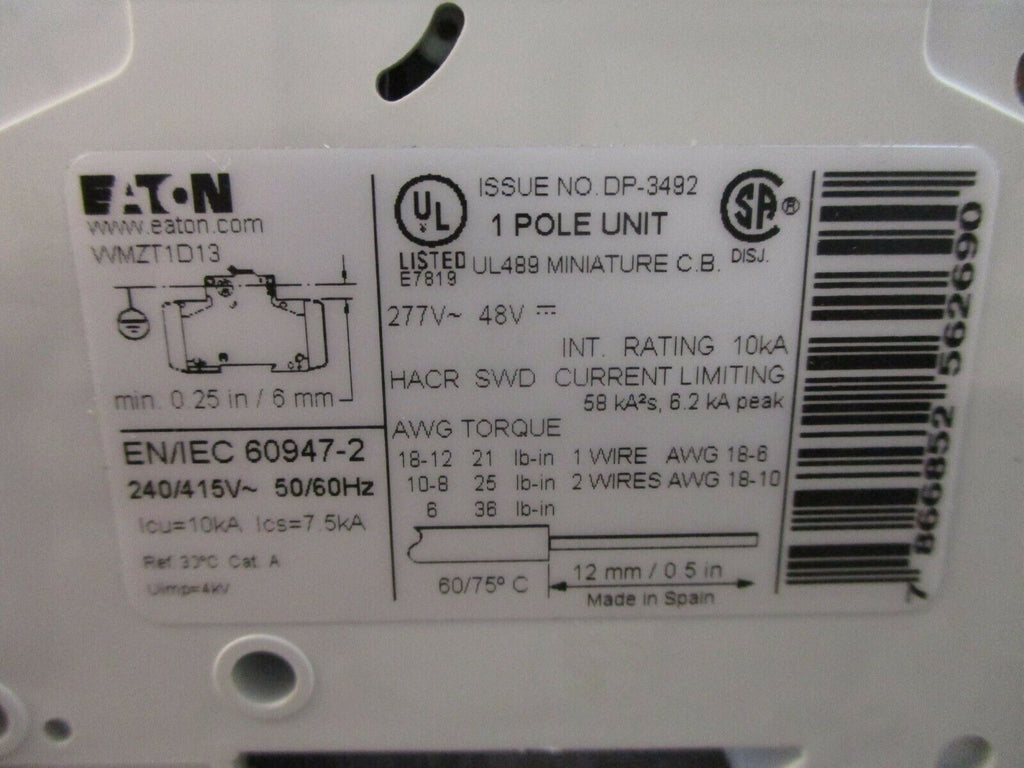 EATON
www.eaton.com
WMZT1D13
min. 0.25 in / 6 mm
EN/IEC 60947-2
240/415V~ 50/60Hz
Icu=10kA Ics=7.5kA
Ref. 30°C Cat. A
Uimp=4kV
UL
LISTED
E7819
ISSUE NO. DP-3492
1 POLE UNIT
UL489 MINIATURE C.B.
SA ®
DISJ.
277V~ 48V ⎓
INT. RATING 10kA
HACR SWD CURRENT LIMITING
58 kA²s, 6.2 kA peak
AWG TORQUE
18-12 21 lb-in 1 WIRE AWG 18-6
10-8 25 lb-in 2 WIRES AWG 18-10
6 36 lb-in
60/75° C
12 mm / 0.5 in
Made in Spain
7 866852 562690